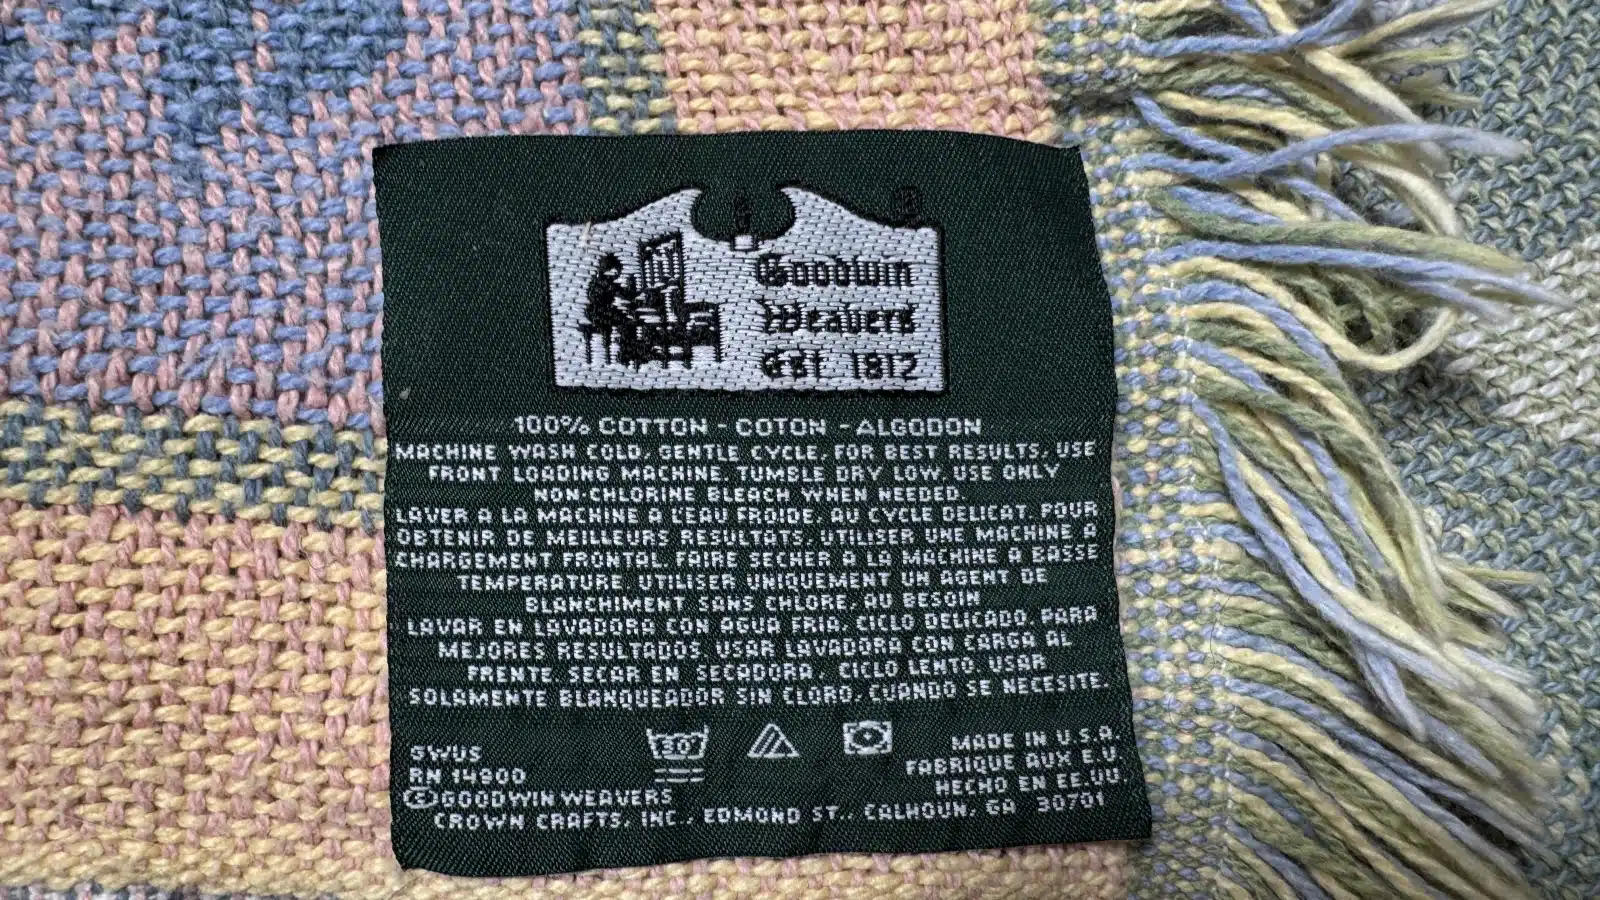 Goodwin
Weavers
Est. 1812
100% COTTON - COTON - ALGODON
MACHINE WASH COLD, GENTLE CYCLE, FOR BEST RESULTS, USE
FRONT LOADING MACHINE, TUMBLE DRY LOW, USE ONLY
NON-CHLORINE BLEACH WHEN NEEDED.
LAVER A LA MACHINE A L'EAU FROIDE, AU CYCLE DELICAT, POUR
OBTENIR DE MEILLEURS RESULTATS, UTILISER UNE MACHINE A
CHARGEMENT FRONTAL, FAIRE SECHER A LA MACHINE A BASSE
TEMPERATURE, UTILISER UNIQUEMENT UN AGENT DE
BLANCHIMENT SANS CHLORE, AU BESOIN
LAVAR EN LAVADORA CON AGUA FRIA, CICLO DELICADO, PARA
MEJORES RESULTADOS, USAR LAVADORA CON CARGA AL
FRENTE, SECAR EN SECADORA, CICLO LENTO, USAR
SOLAMENTE BLANQUEADOR SIN CLORO, CUANDO SE NECESITE.
30°
GWUS
RN 14900
©GOODWIN WEAVERS
MADE IN U.S.A.
FABRIQUE AUX E.U.
HECHO EN EE.UU.
CROWN CRAFTS, INC., EDMOND ST., CALHOUN, GA 30701